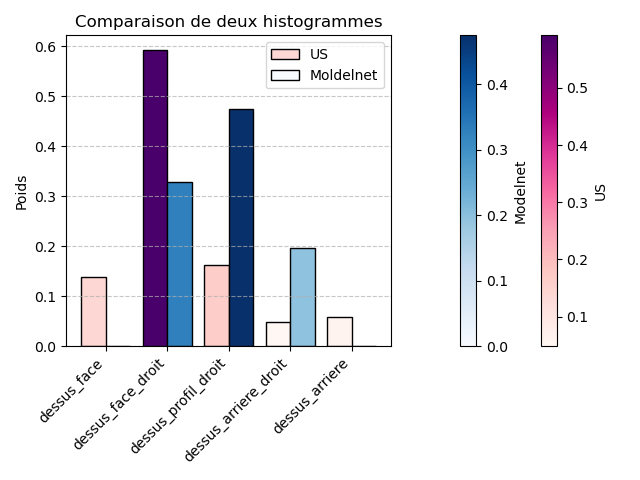 Comparaison de deux histogrammes
US
Moldelnet
Poids
0.6
0.5
0.4
0.3
0.2
0.1
0.0
dessus_face
dessus_face_droit
dessus_profil_droit
dessus_arriere_droit
dessus_arriere
0.4
0.3
0.2
0.1
0.0
Modelnet
0.5
0.4
0.3
0.2
0.1
US